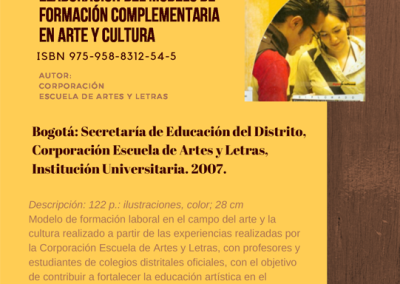 ELABORACIÓN DEL MODELO DE
FORMACIÓN COMPLEMENTARIA
EN ARTE Y CULTURA
ISBN 975-958-8312-54-5
AUTOR:
CORPORACIÓN
ESCUELA DE ARTES Y LETRAS
Bogotá: Secretaría de Educación del Distrito,
Corporación Escuela de Artes y Letras,
Institución Universitaria. 2007.
Descripción: 122 p.: ilustraciones, color; 28 cm
Modelo de formación laboral en el campo del arte y la
cultura realizado a partir de las experiencias realizadas por
la Corporación Escuela de Artes y Letras, con profesores y
estudiantes de colegios distritales oficiales, con el objetivo
de contribuir a fortalecer la educación artística en el